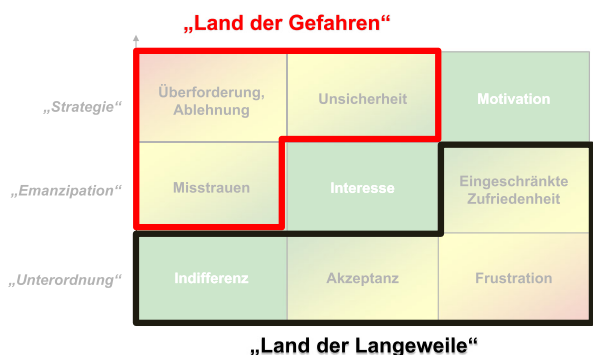 „Land der Gefahren“
„Strategie“
Überforderung,
Ablehnung
Unsicherheit
Motivation
„Emanzipation“
Misstrauen
Interesse
Eingeschränkte
Zufriedenheit
„Unterordnung“
Indifferenz
Akzeptanz
Frustration
„Land der Langeweile“